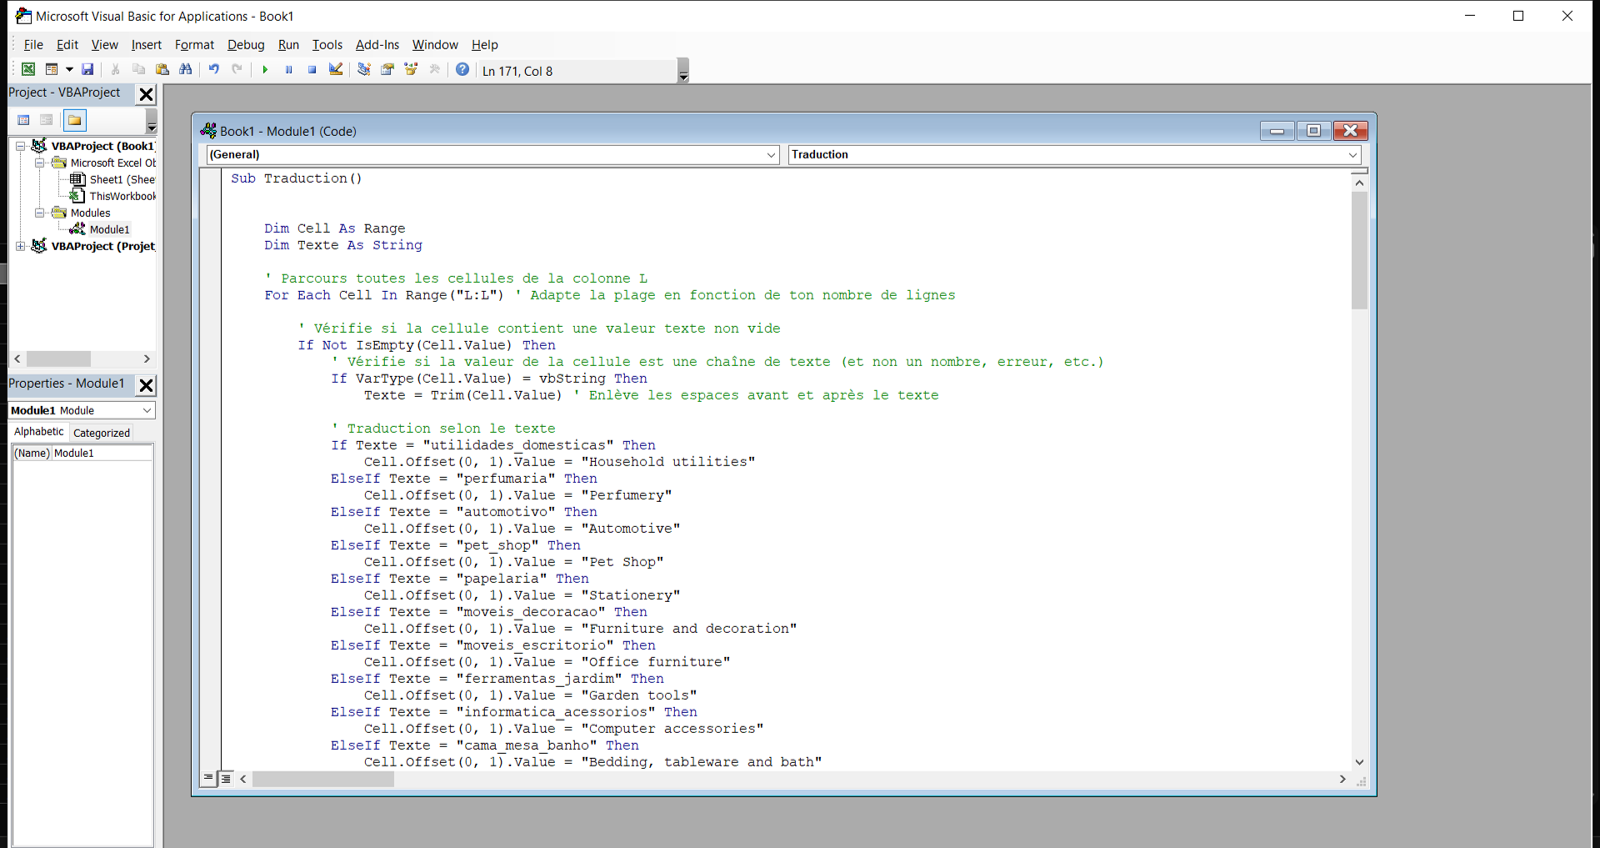 Microsoft Visual Basic for Applications - Book1
File Edit View Insert Format Debug Run Tools Add-Ins Window Help
Ln 171, Col 8
Project - VBAProject
VBAProject (Book1)
Microsoft Excel Ob
Sheet1 (Shee
ThisWorkbook
Modules
Module1
VBAProject (Projet
Properties - Module1
Module1 Module
Alphabetic Categorized
(Name) Module1
Book1 - Module1 (Code)
(General) Traduction
Sub Traduction()
Dim Cell As Range
Dim Texte As String
' Parcours toutes les cellules de la colonne L
For Each Cell In Range("L:L") ' Adapte la plage en fonction de ton nombre de lignes
' Vérifie si la cellule contient une valeur texte non vide
If Not IsEmpty(Cell.Value) Then
' Vérifie si la valeur de la cellule est une chaîne de texte (et non un nombre, erreur, etc.)
If VarType(Cell.Value) = vbString Then
Texte = Trim(Cell.Value) ' Enlève les espaces avant et après le texte
' Traduction selon le texte
If Texte = "utilidades_domesticas" Then
Cell.Offset(0, 1).Value = "Household utilities"
ElseIf Texte = "perfumaria" Then
Cell.Offset(0, 1).Value = "Perfumery"
ElseIf Texte = "automotivo" Then
Cell.Offset(0, 1).Value = "Automotive"
ElseIf Texte = "pet_shop" Then
Cell.Offset(0, 1).Value = "Pet Shop"
ElseIf Texte = "papelaria" Then
Cell.Offset(0, 1).Value = "Stationery"
ElseIf Texte = "moveis_decoracao" Then
Cell.Offset(0, 1).Value = "Furniture and decoration"
ElseIf Texte = "moveis_escritorio" Then
Cell.Offset(0, 1).Value = "Office furniture"
ElseIf Texte = "ferramentas_jardim" Then
Cell.Offset(0, 1).Value = "Garden tools"
ElseIf Texte = "informatica_acessorios" Then
Cell.Offset(0, 1).Value = "Computer accessories"
ElseIf Texte = "cama_mesa_banho" Then
Cell.Offset(0, 1).Value = "Bedding, tableware and bath"